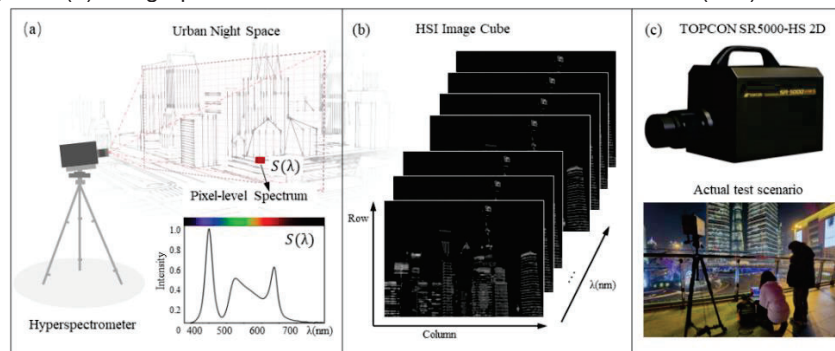 (a)
Urban Night Space
S(λ)
Pixel-level Spectrum
S(λ)
Intensity
1.0
0.8
0.6
0.4
0.2
0
400 500 600 700 λ(nm)
Hyperspectrometer
(b)
HSI Image Cube
Row
Column
...
λ(nm)
(c)
TOPCON SR5000-HS 2D
Actual test scenario